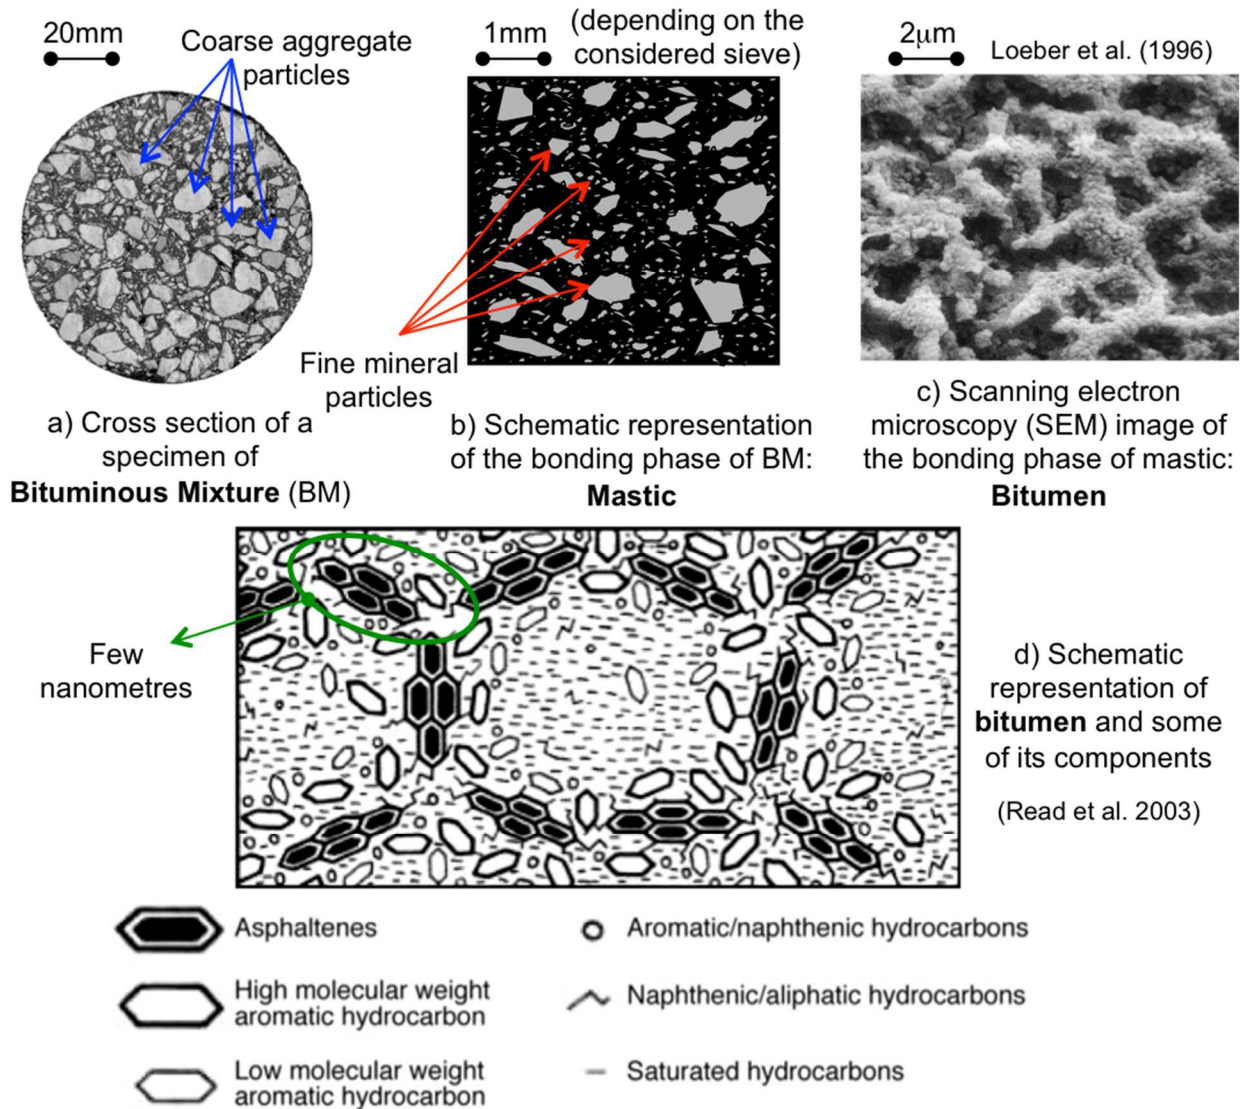 20mm
Coarse aggregate
particles
1mm
(depending on the
considered sieve)
2μm
Loeber et al. (1996)
Fine mineral
particles
a) Cross section of a
specimen of
Bituminous Mixture (BM)
b) Schematic representation
of the bonding phase of BM:
Mastic
c) Scanning electron
microscopy (SEM) image of
the bonding phase of mastic:
Bitumen
Few
nanometres
d) Schematic
representation of
bitumen and some
of its components
(Read et al. 2003)
Asphaltenes
High molecular weight
aromatic hydrocarbon
Low molecular weight
aromatic hydrocarbon
Aromatic/naphthenic hydrocarbons
Naphthenic/aliphatic hydrocarbons
Saturated hydrocarbons